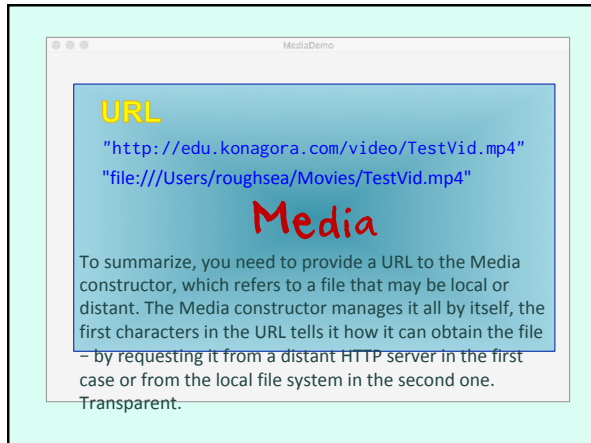 MediaDemo
URL
"http://edu.konagora.com/video/TestVid.mp4"
"file:///Users/roughsea/Movies/TestVid.mp4"
Media
To summarize, you need to provide a URL to the Media
constructor, which refers to a file that may be local or
distant. The Media constructor manages it all by itself, the
first characters in the URL tells it how it can obtain the file
– by requesting it from a distant HTTP server in the first
case or from the local file system in the second one.
Transparent.